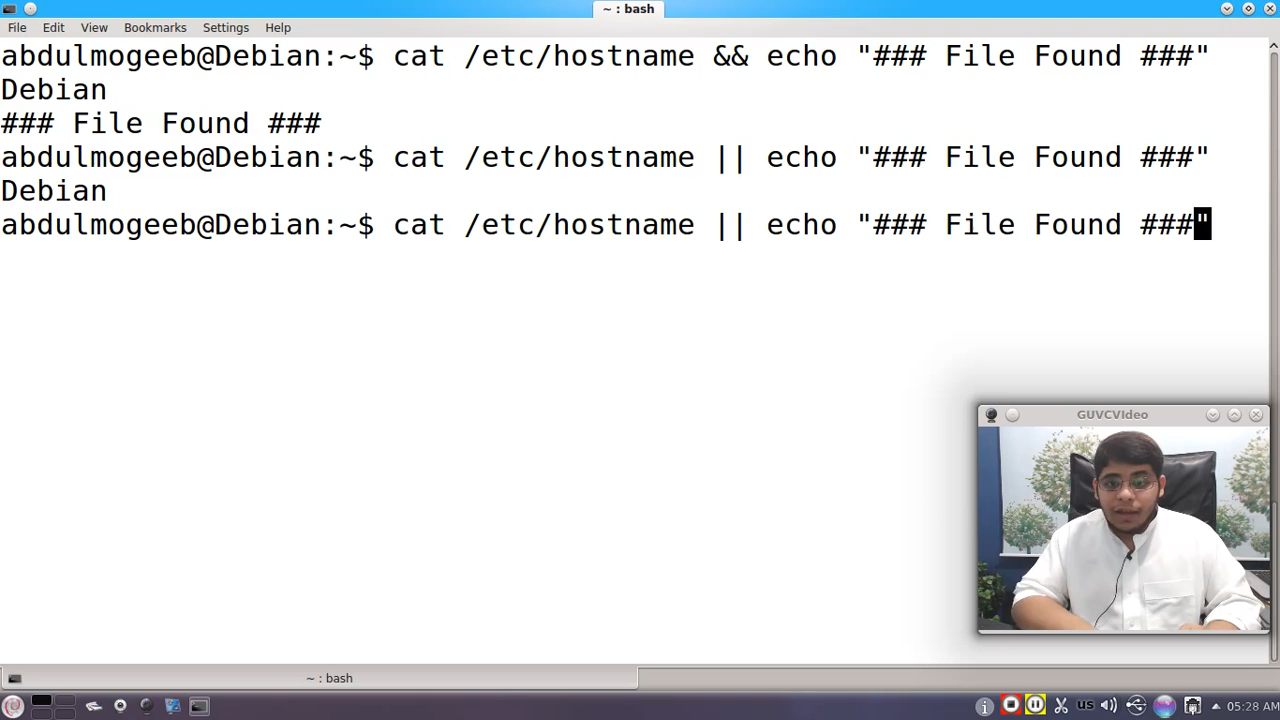 ~ : bash
File Edit View Bookmarks Settings Help
abdulmogeeb@Debian:~$ cat /etc/hostname && echo "### File Found ###"
Debian
### File Found ###
abdulmogeeb@Debian:~$ cat /etc/hostname || echo "### File Found ###"
Debian
abdulmogeeb@Debian:~$ cat /etc/hostname || echo "### File Found ###"
GUVCVIdeo
~ : bash
us 05:28 AM